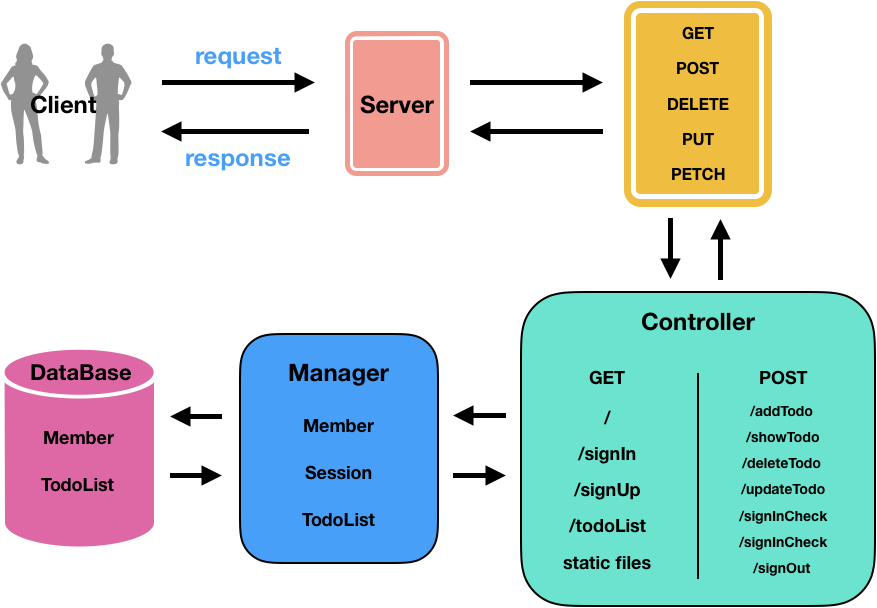 request
Client
response
Server
GET
POST
DELETE
PUT
PETCH
Controller
GET
/
/signIn
/signUp
/todoList
static files
POST
/addTodo
/showTodo
/deleteTodo
/updateTodo
/signInCheck
/signInCheck
/signOut
Manager
Member
Session
TodoList
DataBase
Member
TodoList